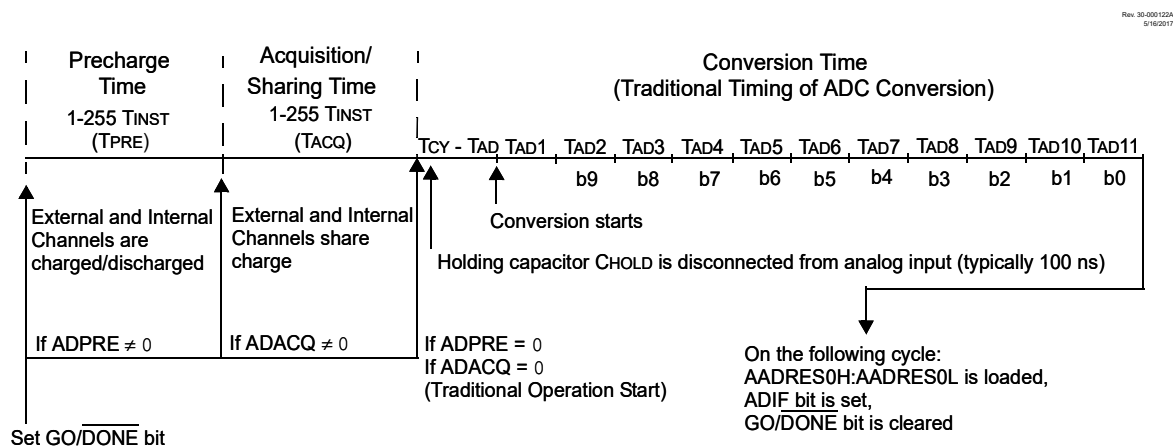 Rev. 30-000122A
5/16/2017
Precharge
Time
1-255 TINST
(TPRE)
Acquisition/
Sharing Time
1-255 TINST
(TACQ)
Conversion Time
(Traditional Timing of ADC Conversion)
TCY - TAD TAD1 TAD2 TAD3 TAD4 TAD5 TAD6 TAD7 TAD8 TAD9 TAD10 TAD11
b9 b8 b7 b6 b5 b4 b3 b2 b1 b0
External and Internal
Channels are
charged/discharged
External and Internal
Channels share
charge
Conversion starts
Holding capacitor CHOLD is disconnected from analog input (typically 100 ns)
If ADPRE ≠ 0
If ADACQ ≠ 0
If ADPRE = 0
If ADACQ = 0
(Traditional Operation Start)
On the following cycle:
AADRES0H:AADRES0L is loaded,
ADIF bit is set,
GO/DONE bit is cleared
Set GO/DONE bit